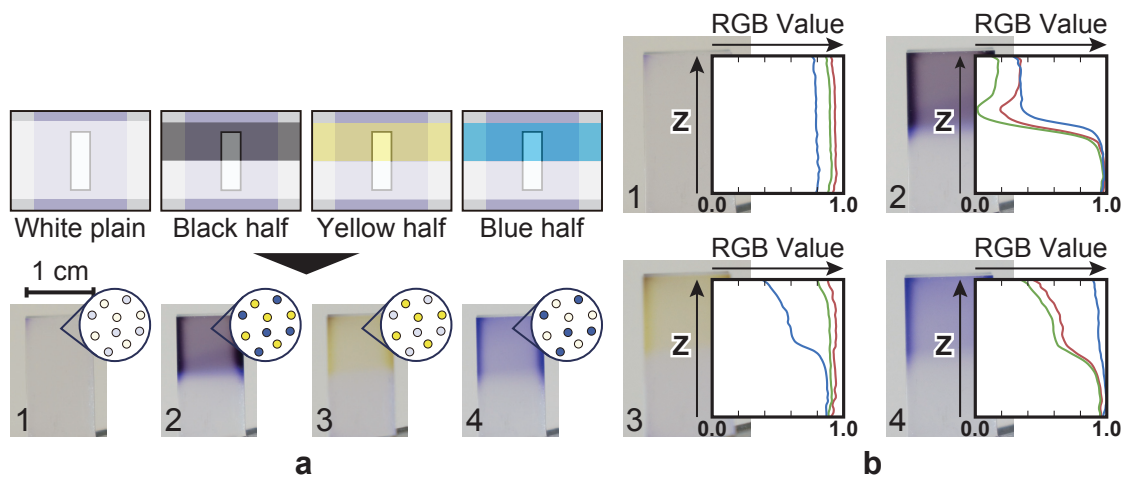 White plain
Black half
Yellow half
Blue half
1 cm
1
2
3
4
a
RGB Value
Z
1
0.0
1.0
RGB Value
Z
2
0.0
1.0
RGB Value
Z
3
0.0
1.0
RGB Value
Z
4
0.0
1.0
b